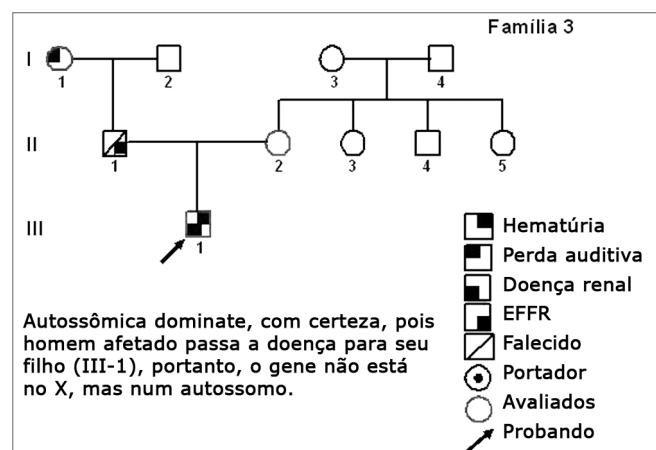 Família 3
I
1
2
3
4
II
1
2
3
4
5
III
1
Hematúria
Perda auditiva
Doença renal
EFFR
Falecido
Portador
Avaliados
Probando
Autossômica dominate, com certeza, pois
homem afetado passa a doença para seu
filho (III-1), portanto, o gene não está
no X, mas num autossomo.